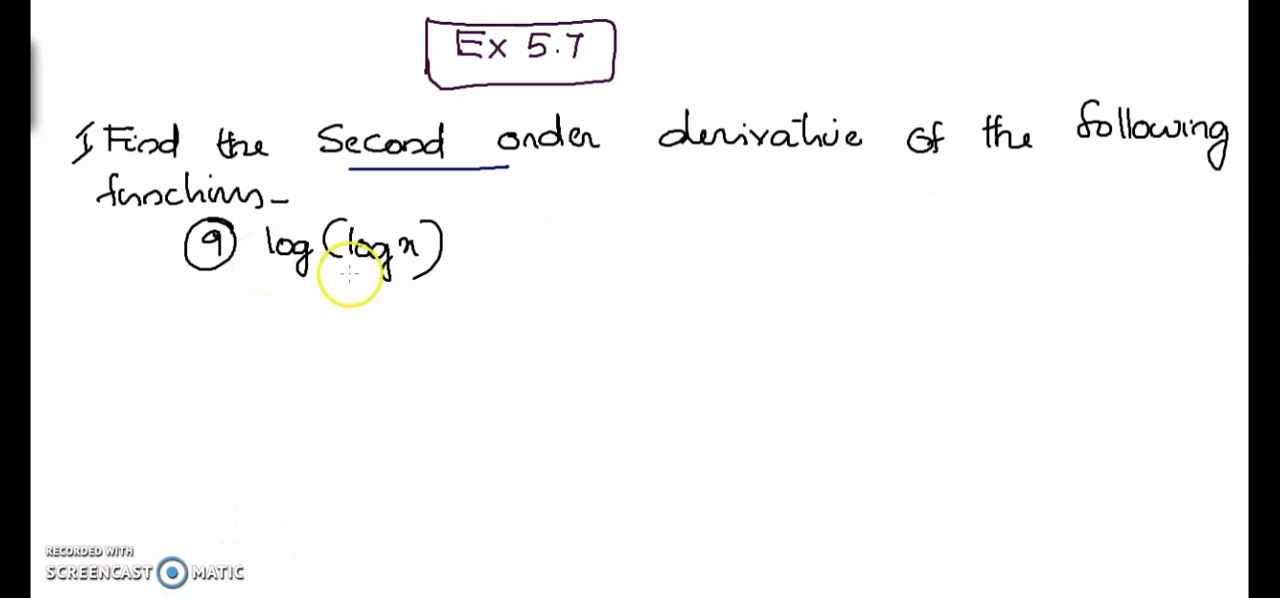 Ex 5.7
I Find the Second order derivative of the following
functions -
9 log(log x)
RECORDED WITH
SCREENCAST MATIC